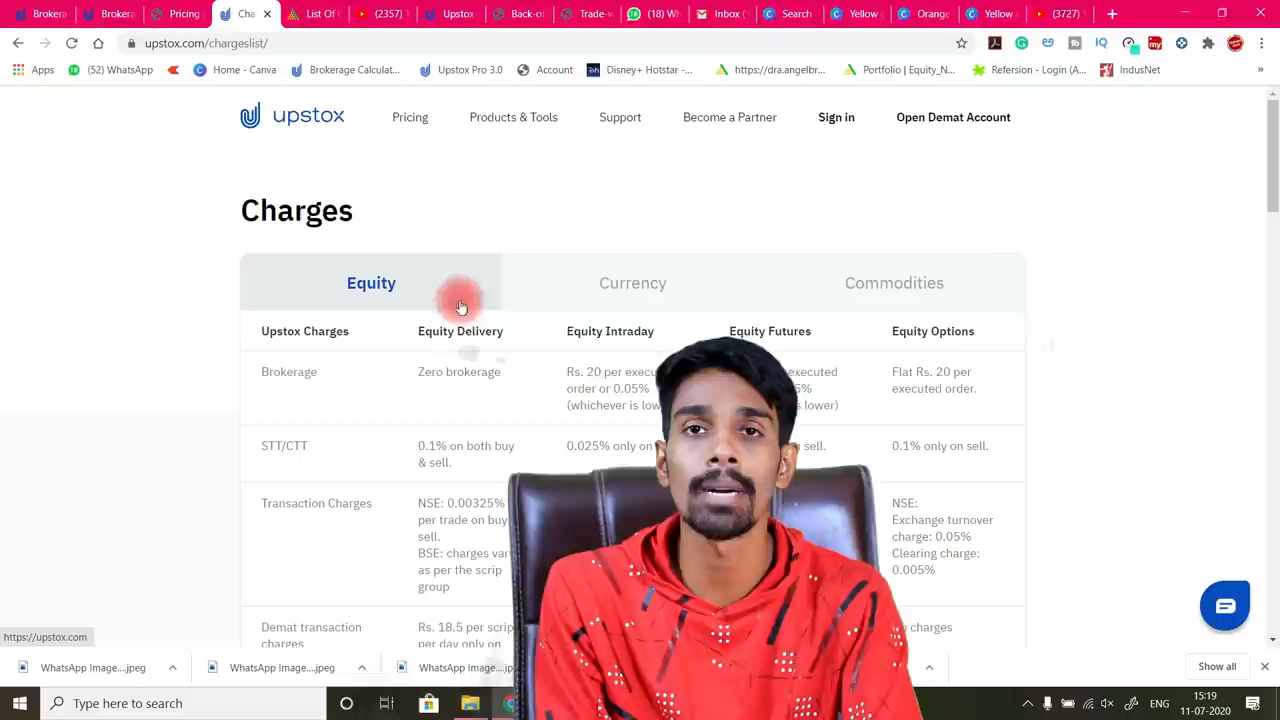 Brokera
Brokera
Pricing
Cha
List Of
(2357)
Upstox
Back-of
Trade-w
(18) Wh
Inbox (
Search
Yellow
Orange
Yellow
(3727)
upstox.com/chargeslist/
Apps
(52) WhatsApp
Home - Canva
Brokerage Calculat...
Upstox Pro 3.0
Account
Disney+ Hotstar -...
https://dra.angelbr...
Portfolio | Equity_N...
Refersion - Login (A...
IndusNet
upstox
Pricing
Products & Tools
Support
Become a Partner
Sign in
Open Demat Account
Charges
Equity
Currency
Commodities
Upstox Charges
Equity Delivery
Equity Intraday
Equity Futures
Equity Options
Brokerage
Zero brokerage
Rs. 20 per execu
order or 0.05%
(whichever is low
executed
lower)
Flat Rs. 20 per
executed order.
STT/CTT
0.1% on both buy
& sell.
0.025% only on
sell.
0.1% only on sell.
Transaction Charges
NSE: 0.00325%
per trade on buy
sell.
BSE: charges var
as per the scrip
group
NSE:
Exchange turnover
charge: 0.05%
Clearing charge:
0.005%
Demat transaction
charges
Rs. 18.5 per scrip
per day only on
charges
https://upstox.com
WhatsApp Image....jpeg
WhatsApp Image....jpeg
WhatsApp Image....jp
Show all
Type here to search
ENG
15:19
11-07-2020